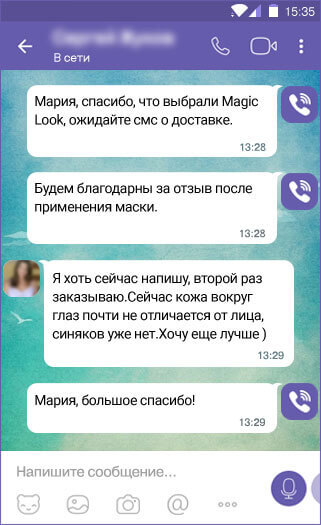 15:35
В сети
Мария, спасибо, что выбрали Magic
Look, ожидайте смс о доставке.
13:28
Будем благодарны за отзыв после
применения маски.
13:28
Я хоть сейчас напишу, второй раз
заказываю.Сейчас кожа вокруг
глаз почти не отличается от лица,
синяков уже нет.Хочу еще лучше )
13:29
Мария, большое спасибо!
13:29
Напишите сообщение...